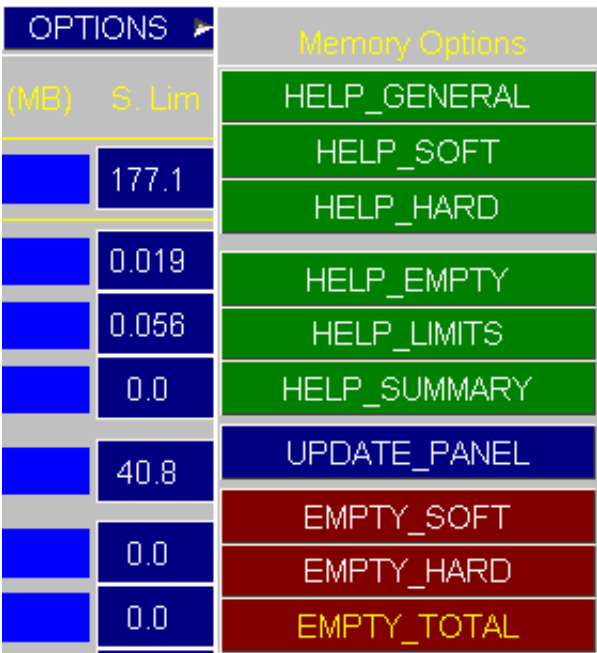 OPTIONS
Memory Options
(MB) S. Lim
HELP_GENERAL
HELP_SOFT
177.1
HELP_HARD
0.019
HELP_EMPTY
0.056
HELP_LIMITS
0.0
HELP_SUMMARY
UPDATE_PANEL
40.8
EMPTY_SOFT
0.0
EMPTY_HARD
0.0
EMPTY_TOTAL